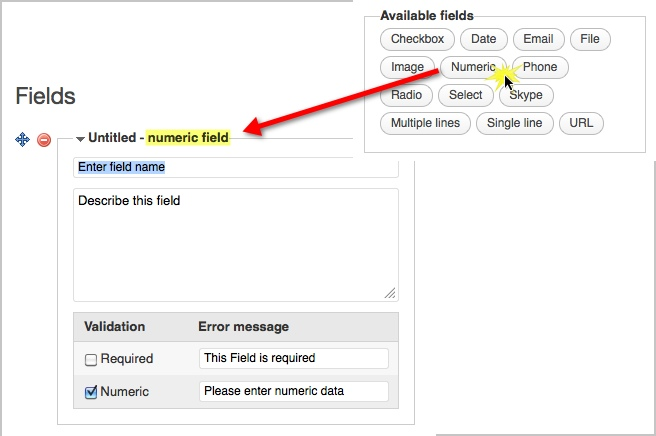 Available fields
Checkbox Date Email File
Image Numeric Phone
Radio Select Skype
Multiple lines Single line URL
Fields
Untitled - numeric field
Enter field name
Describe this field
Validation Error message
Required This Field is required
Numeric Please enter numeric data